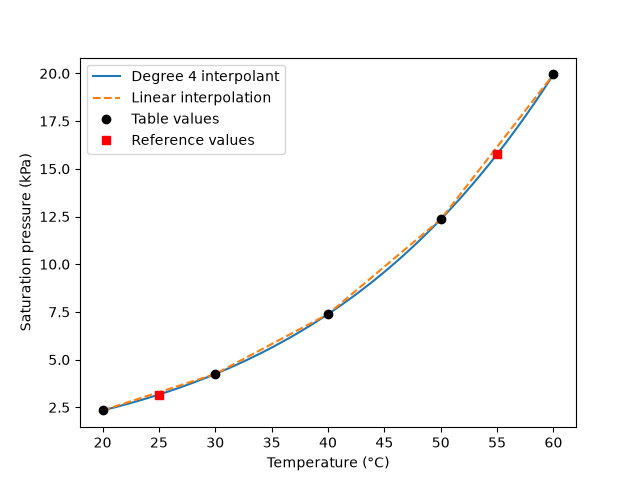 Degree 4 interpolant
Linear interpolation
Table values
Reference values
20.0
17.5
15.0
12.5
10.0
7.5
5.0
2.5
Saturation pressure (kPa)
20 25 30 35 40 45 50 55 60
Temperature (°C)